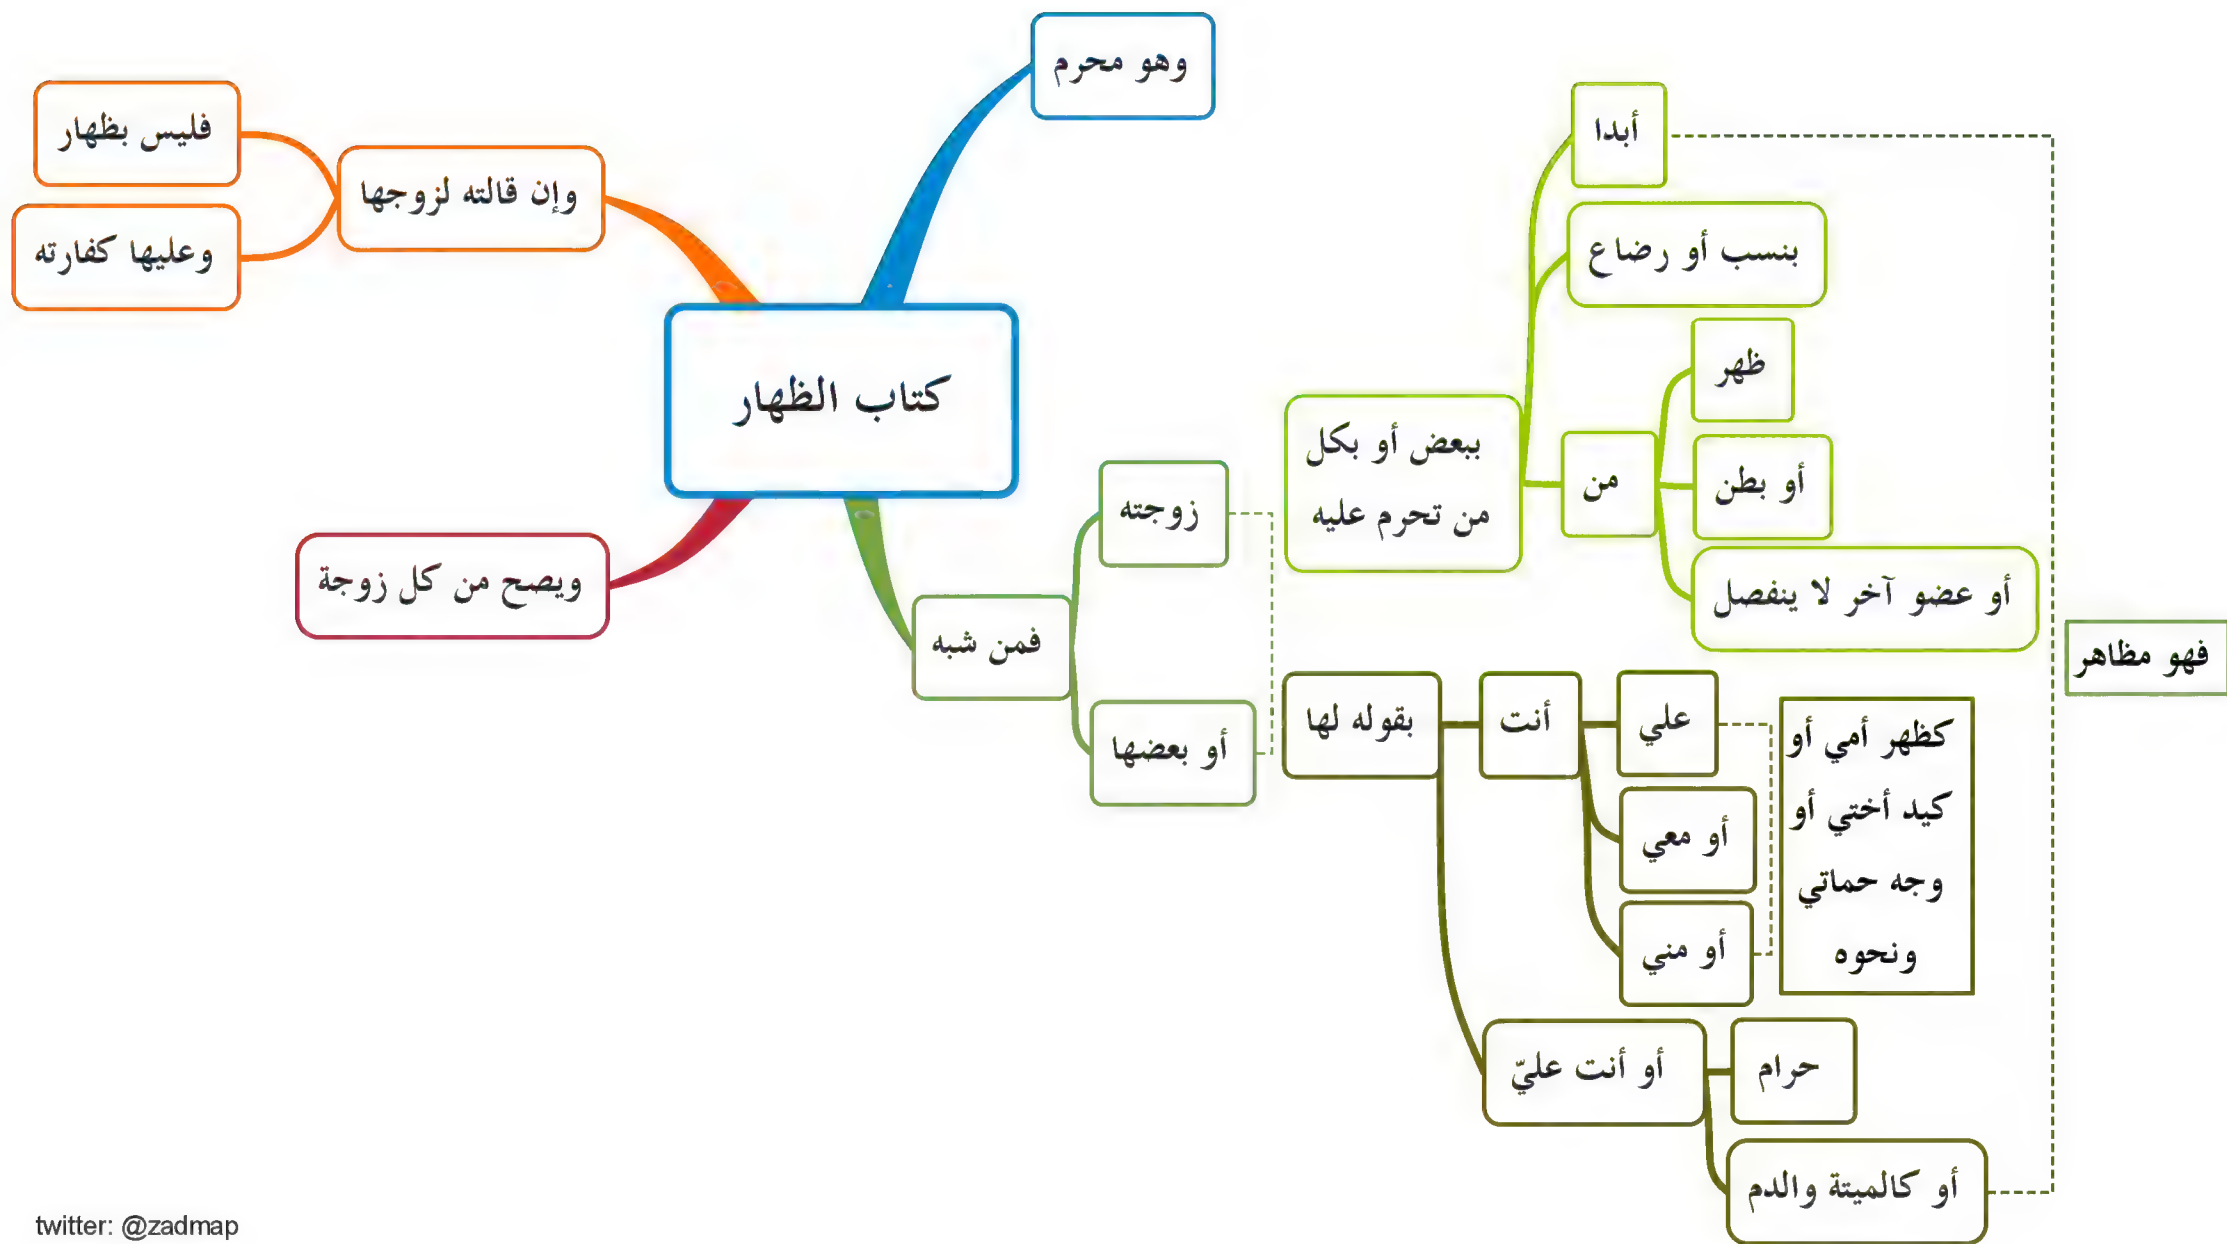 كتاب الظهار
وهو محرم
فمن شبه
زوجته
أو بعضها
ببعض أو بكل
من تحرم عليه
أبدا
بنسب أو رضاع
من
ظهر
أو بطن
أو عضو آخر لا ينفصل
بقوله لها
أنت
علي
أو معي
أو مني
كظهر أمي أو
كيد أختي أو
وجه حماتي
ونحوه
أو أنت عليّ
حرام
أو كالميتة والدم
فهو مظاهر
وإن قالته لزوجها
فليس بظهار
وعليها كفارته
ويصح من كل زوجة
twitter: @zadmap